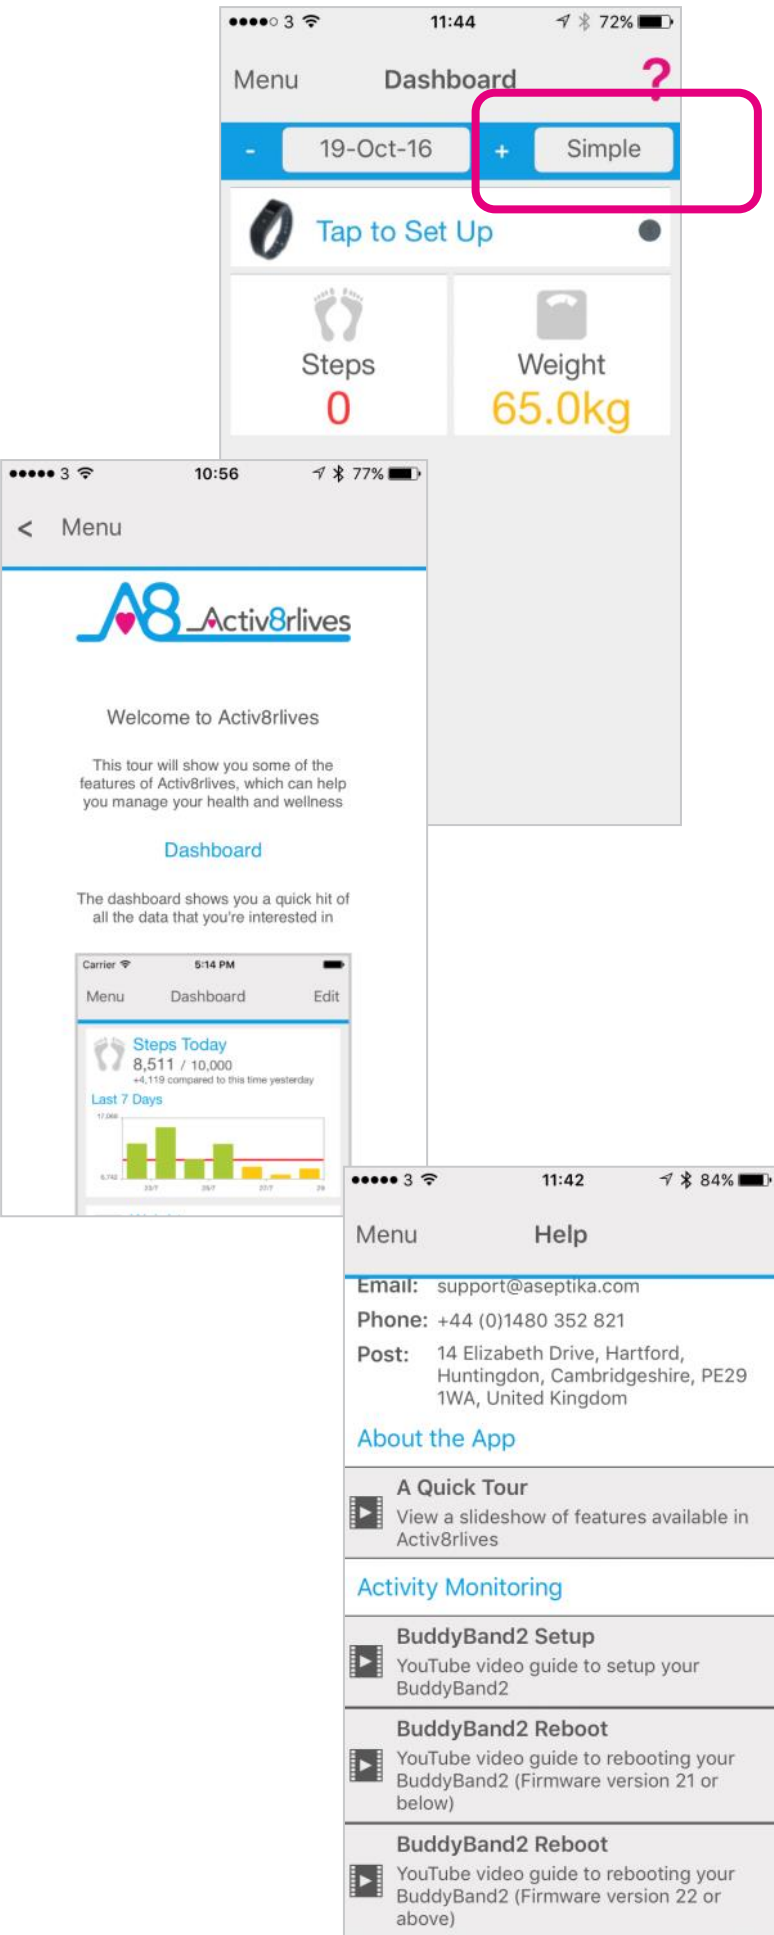 3 11:44 72%
Menu Dashboard ?
- 19-Oct-16 + Simple
Tap to Set Up
Steps Weight
0 65.0kg
3 10:56 77%
< Menu
A8 Activ8rlives
Welcome to Activ8rlives
This tour will show you some of the
features of Activ8rlives, which can help
you manage your health and wellness
Dashboard
The dashboard shows you a quick hit of
all the data that you're interested in
Carrier 5:14 PM
Menu Dashboard Edit
Steps Today
8,511 / 10,000
+4,119 compared to this time yesterday
Last 7 Days
3 11:42 84%
Menu Help
Email: support@aseptika.com
Phone: +44 (0)1480 352 821
Post: 14 Elizabeth Drive, Hartford,
Huntingdon, Cambridgeshire, PE29
1WA, United Kingdom
About the App
A Quick Tour
View a slideshow of features available in
Activ8rlives
Activity Monitoring
BuddyBand2 Setup
YouTube video guide to setup your
BuddyBand2
BuddyBand2 Reboot
YouTube video guide to rebooting your
BuddyBand2 (Firmware version 21 or
below)
BuddyBand2 Reboot
YouTube video guide to rebooting your
BuddyBand2 (Firmware version 22 or
above)